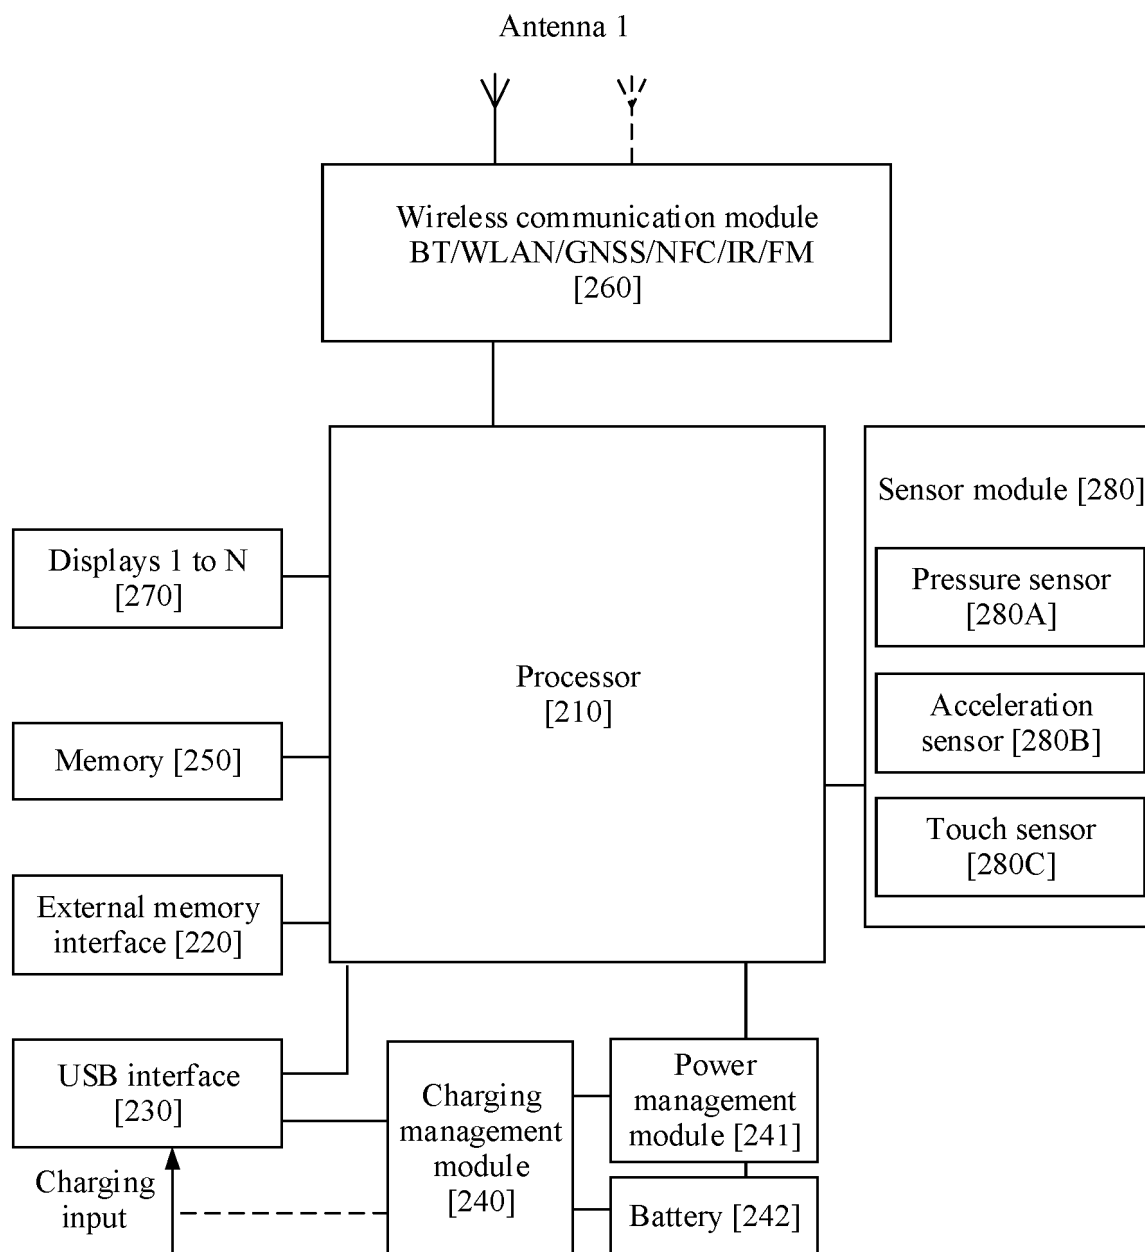 Antenna 1
Wireless communication module
BT/WLAN/GNSS/NFC/IR/FM
[260]
Sensor module [280]
Displays 1 to N
[270]
Pressure sensor
[280A]
Processor
[210]
Acceleration
sensor [280B]
Memory [250]
Touch sensor
[280C]
External memory
interface [220]
USB interface
[230]
Charging
management
module
[240]
Power
management
module [241]
Charging
input
Battery [242]